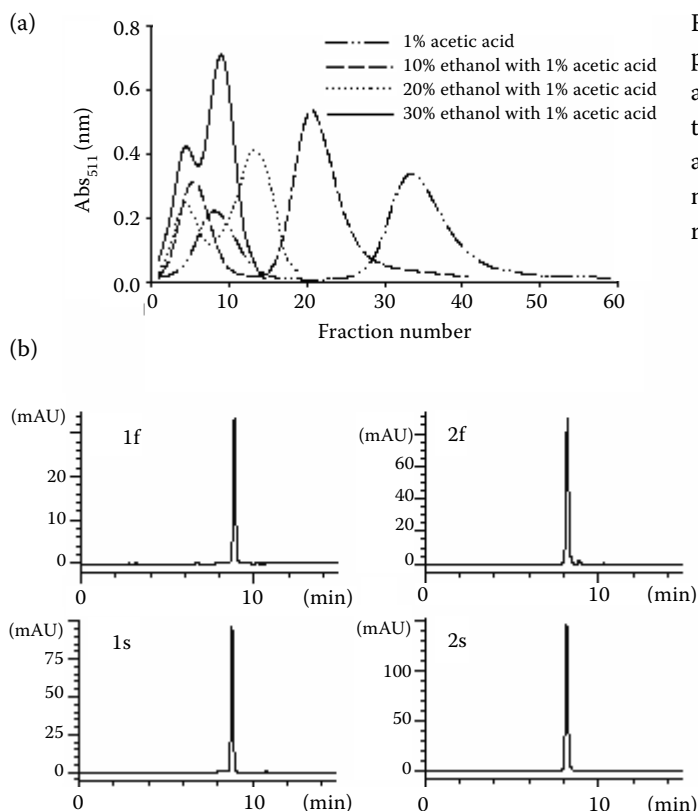 (a)
0.8
0.6
0.4
0.2
0.0
Abs511 (nm)
1% acetic acid
10% ethanol with 1% acetic acid
20% ethanol with 1% acetic acid
30% ethanol with 1% acetic acid
1 10 20 30 40 50 60
Fraction number
(b)
(mAU)
1f
20
10
0
0 10 (min)
(mAU)
2f
60
40
20
0
0 10 (min)
(mAU)
1s
75
50
25
0
0 10 (min)
(mAU)
2s
100
50
0
0 10 (min)